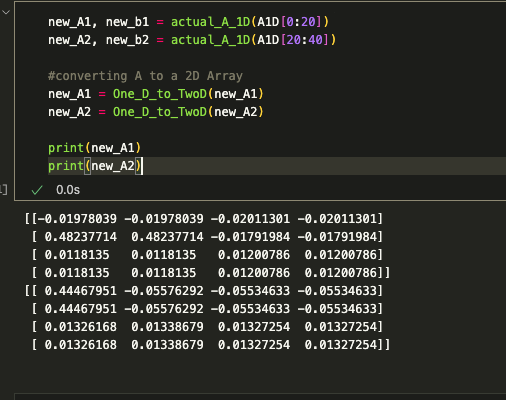 new_A1, new_b1 = actual_A_1D(A1D[0:20])
new_A2, new_b2 = actual_A_1D(A1D[20:40])
#converting A to a 2D Array
new_A1 = One_D_to_TwoD(new_A1)
new_A2 = One_D_to_TwoD(new_A2)
print(new_A1)
print(new_A2)
]
0.0s
[[-0.01978039 -0.01978039 -0.02011301 -0.02011301]
[ 0.48237714  0.48237714 -0.01791984 -0.01791984]
[ 0.0118135   0.0118135   0.01200786  0.01200786]
[ 0.0118135   0.0118135   0.01200786  0.01200786]]
[[ 0.44467951 -0.05576292 -0.05534633 -0.05534633]
[ 0.44467951 -0.05576292 -0.05534633 -0.05534633]
[ 0.01326168  0.01338679  0.01327254  0.01327254]
[ 0.01326168  0.01338679  0.01327254  0.01327254]]